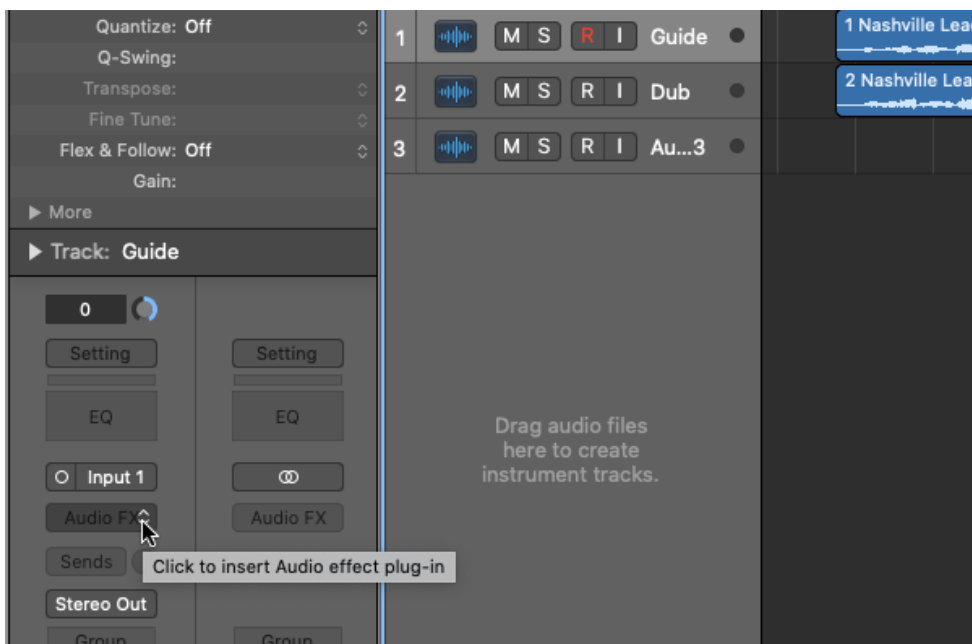 Quantize: Off
Q-Swing:
Transpose:
Fine Tune:
Flex & Follow: Off
Gain:
More
Track: Guide
0
Setting
Setting
EQ
EQ
Input 1
Audio FX
Audio FX
Sends
Click to insert Audio effect plug-in
Stereo Out
Group
Group
1 M S R I Guide
2 M S R I Dub
3 M S R I Au...3
Drag audio files
here to create
instrument tracks.
1 Nashville Lea
2 Nashville Lea